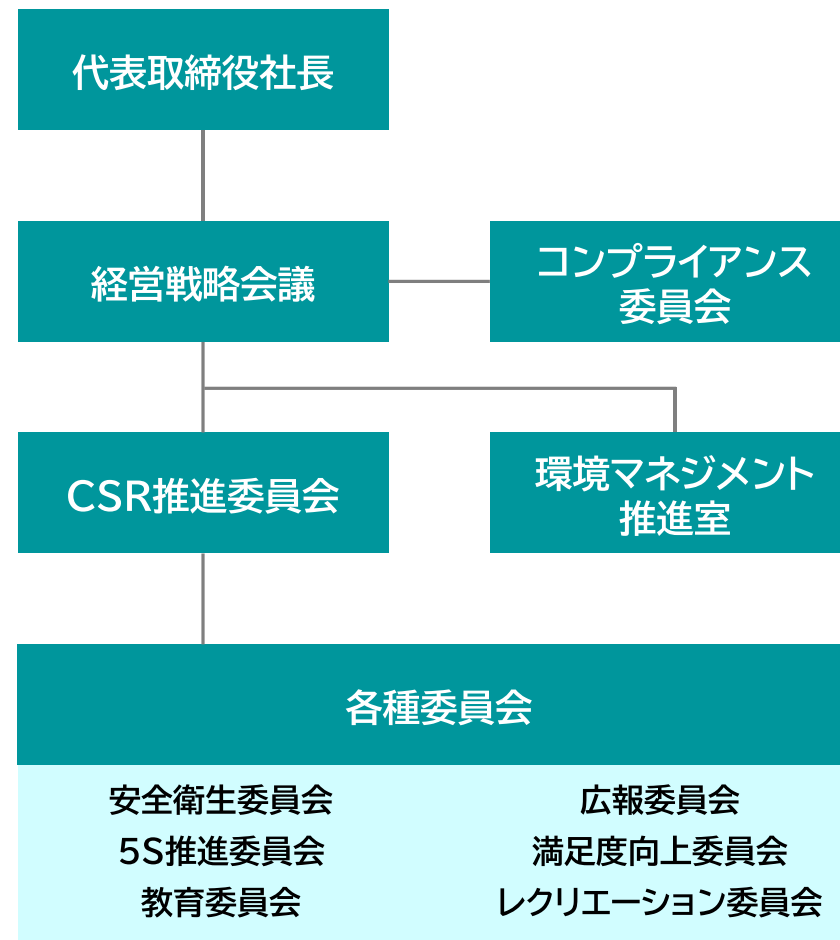 代表取締役社長
経営戦略会議
コンプライアンス
委員会
CSR推進委員会
環境マネジメント
推進室
各種委員会
安全衛生委員会
5S推進委員会
教育委員会
広報委員会
満足度向上委員会
レクリエーション委員会